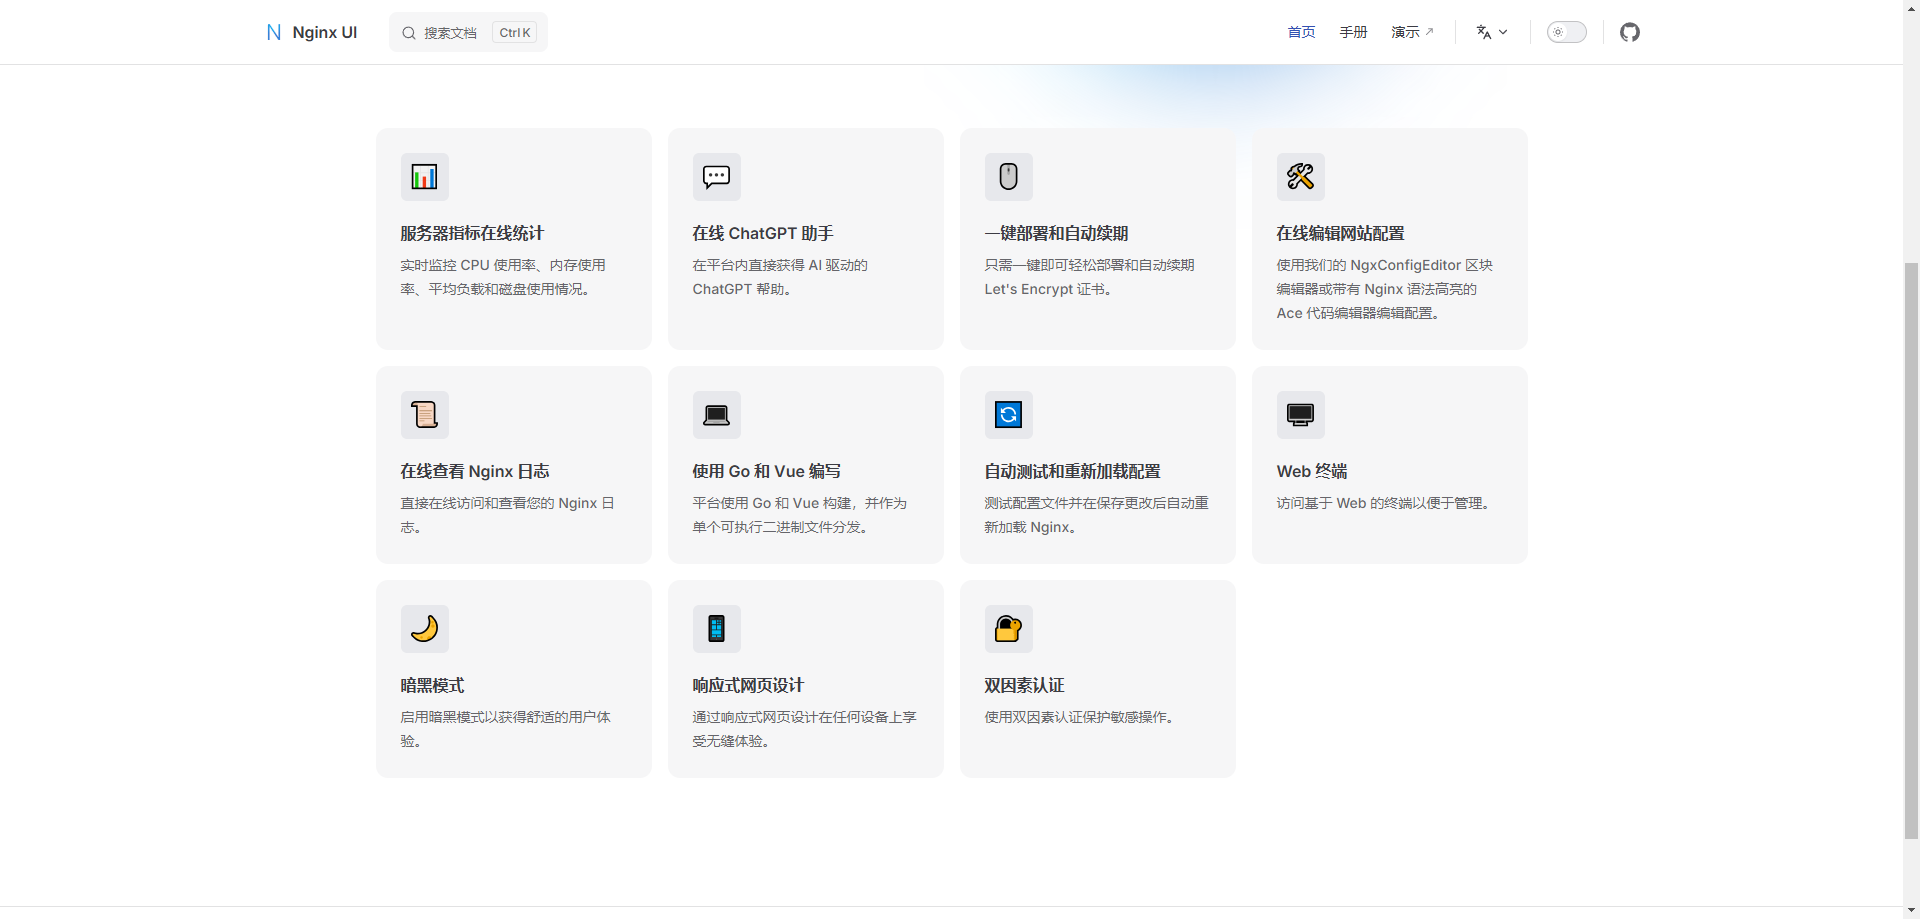 Nginx UI
搜索文档
Ctrl K
首页
手册
演示
服务器指标在线统计
实时监控 CPU 使用率、内存使用
率、平均负载和磁盘使用情况。
在线 ChatGPT 助手
在平台内直接获得 AI 驱动的
ChatGPT 帮助。
一键部署和自动续期
只需一键即可轻松部署和自动续期
Let's Encrypt 证书。
在线编辑网站配置
使用我们的 NgxConfigEditor 区块
编辑器或带有 Nginx 语法高亮的
Ace 代码编辑器编辑配置。
在线查看 Nginx 日志
直接在线访问和查看您的 Nginx 日
志。
使用 Go 和 Vue 编写
平台使用 Go 和 Vue 构建，并作为
单个可执行二进制文件分发。
自动测试和重新加载配置
测试配置文件并在保存更改后自动重
新加载 Nginx。
Web 终端
访问基于 Web 的终端以便于管理。
暗黑模式
启用暗黑模式以获得舒适的用户体
验。
响应式网页设计
通过响应式网页设计在任何设备上享
受无缝体验。
双因素认证
使用双因素认证保护敏感操作。